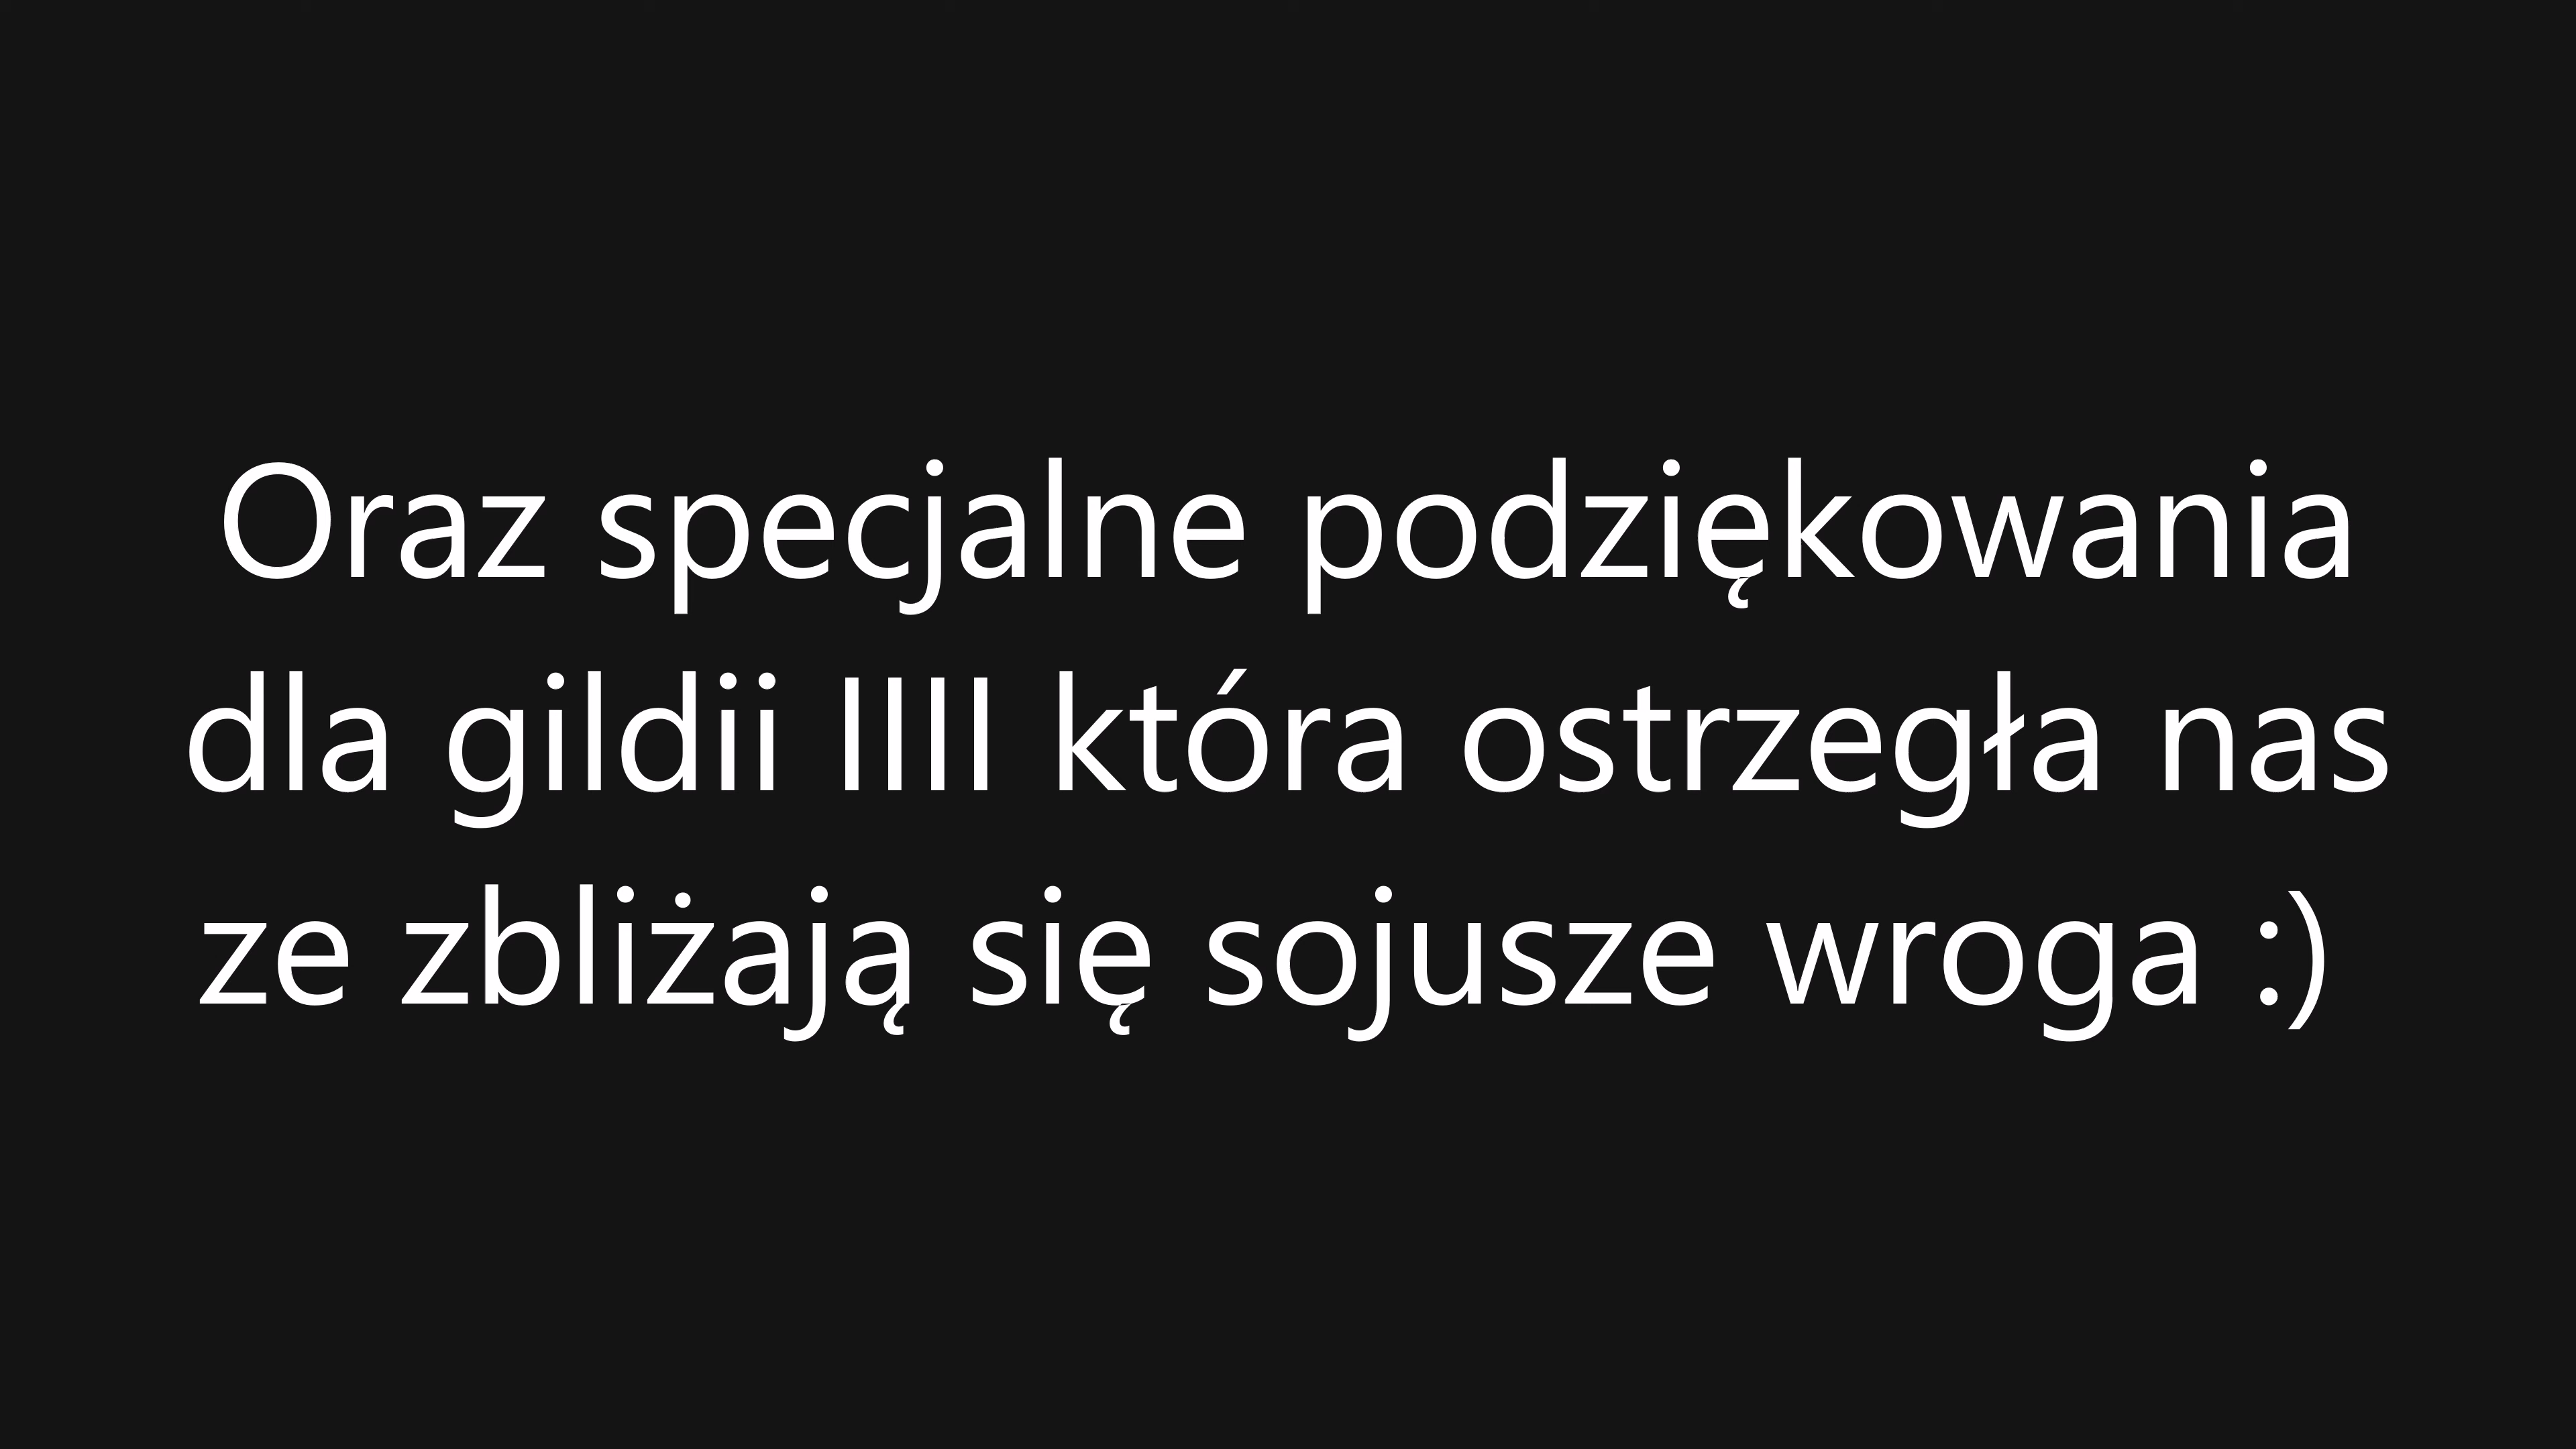 Oraz specjalne podziękowania
dla gildii IIII która ostrzegła nas
ze zbliżają się sojusze wroga :)